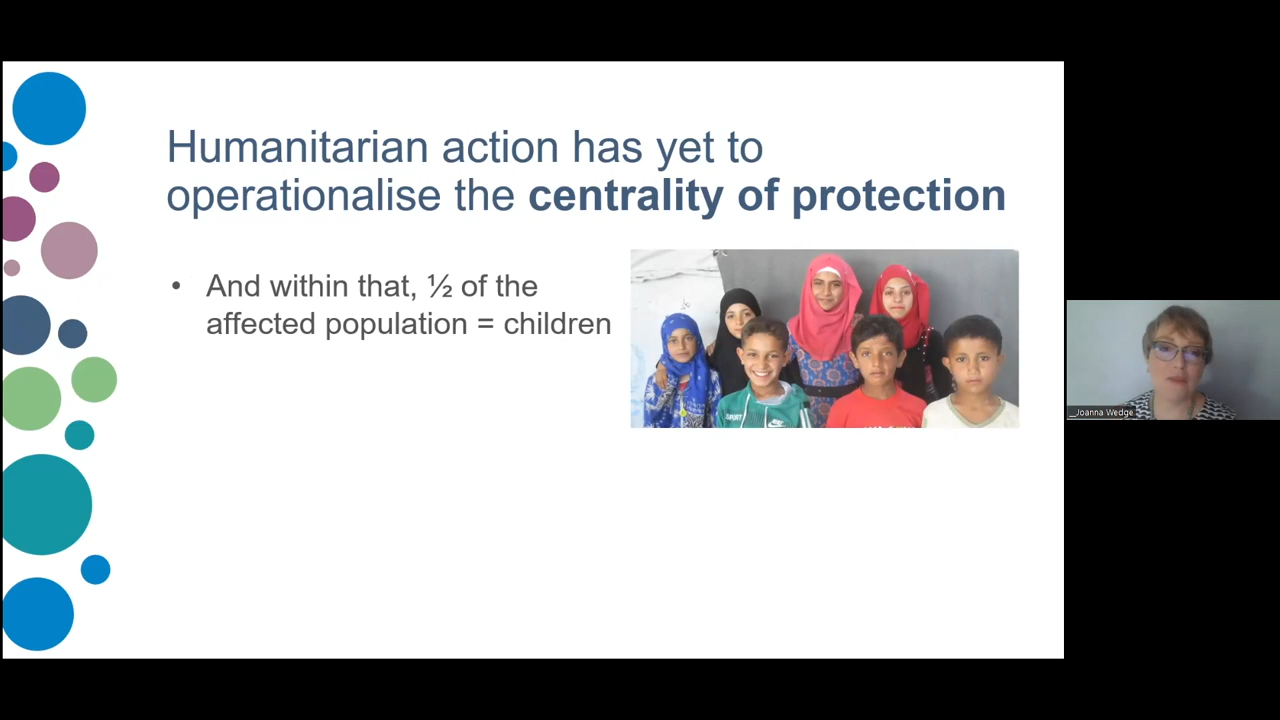 Humanitarian action has yet to
operationalise the centrality of protection
• And within that, ½ of the
affected population = children
SPORT
_Joanna Wedge